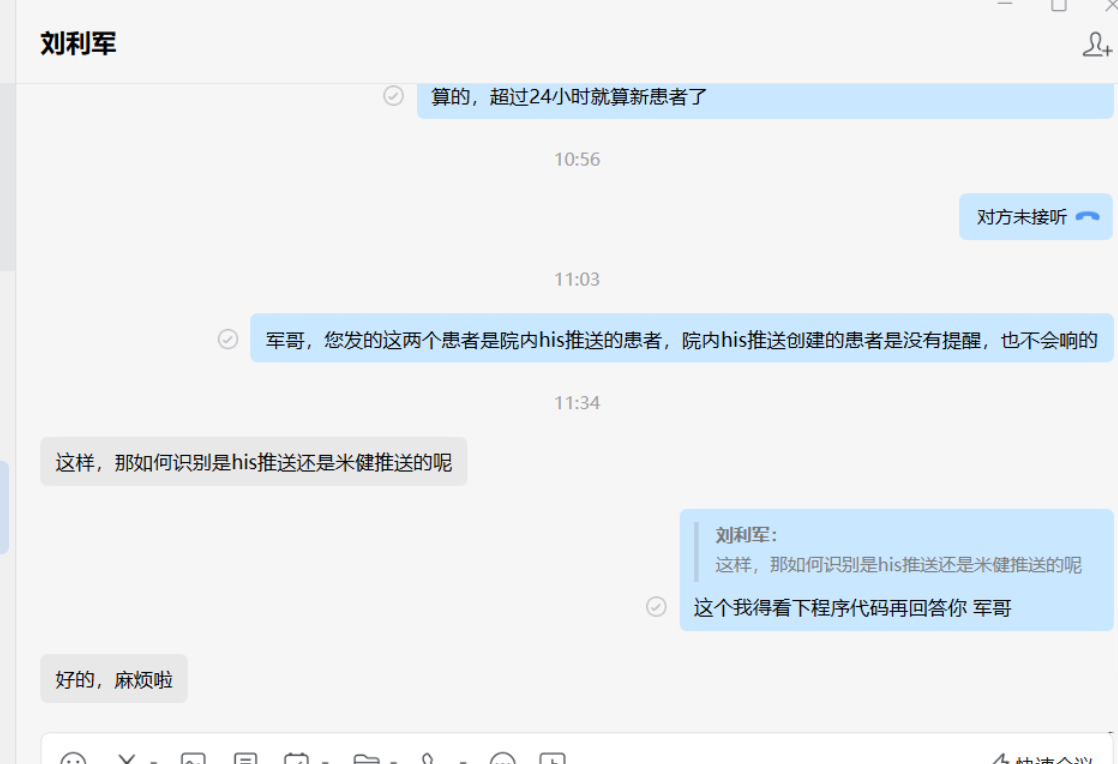 刘利军
算的，超过24小时就算新患者了
10:56
对方未接听
11:03
军哥，您发的这两个患者是院内his推送的患者，院内his推送创建的患者是没有提醒，也不会响的
11:34
这样，那如何识别是his推送还是米健推送的呢
刘利军：
这样，那如何识别是his推送还是米健推送的呢
这个我得看下程序代码再回答你 军哥
好的，麻烦啦
快速会议